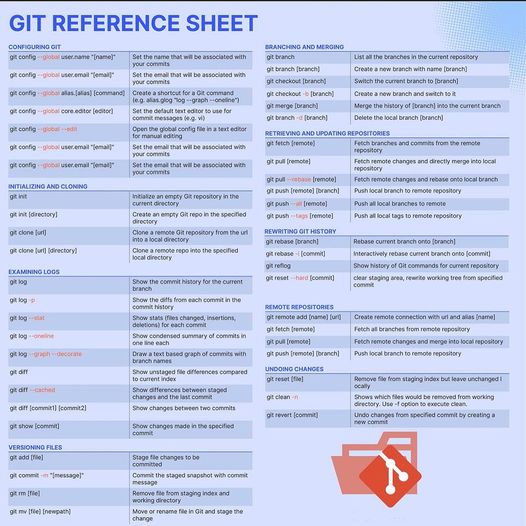 GIT REFERENCE SHEET
CONFIGURING GIT
git config --global user.name "[name]"
Set the name that will be associated with
your commits
git config --global user.email "[email]"
Set the email that will be associated with
your commits
git config --global alias.[alias] [command]
Create a shortcut for a Git command
(e.g. alias.glog "log --graph --oneline")
git config --global core.editor [editor]
Set the default text editor to use for
commit messages (e.g. vi)
git config --global --edit
Open the global config file in a text editor
for manual editing
git config --global user.email "[email]"
Set the email that will be associated with
your commits
git config --global user.email "[email]"
Set the email that will be associated with
your commits
INITIALIZING AND CLONING
git init
Initialize an empty Git repository in the
current directory
git init [directory]
Create an empty Git repo in the specified
directory
git clone [url]
Clone a remote Git repository from the url
into a local directory
git clone [url] [directory]
Clone a remote repo into the specified
local directory
EXAMINING LOGS
git log
Show the commit history for the current
branch
git log -p
Show the diffs from each commit in the
commit history
git log --stat
Show stats (files changed, insertions,
deletions) for each commit
git log --oneline
Show condensed summary of commits in
one line each
git log --graph --decorate
Draw a text based graph of commits with
branch names
git diff
Show unstaged file differences compared
to current index
git diff --cached
Show differences between staged
changes and the last commit
git diff [commit1] [commit2]
Show changes between two commits
git show [commit]
Show changes made in the specified
commit
VERSIONING FILES
git add [file]
Stage file changes to be
committed
git commit -m "[message]"
Commit the staged snapshot with commit
message
git rm [file]
Remove file from staging index and
working directory
git mv [file] [newpath]
Move or rename file in Git and stage the
change
BRANCHING AND MERGING
git branch
List all the branches in the current repository
git branch [branch]
Create a new branch with name [branch]
git checkout [branch]
Switch the current branch to [branch]
git checkout -b [branch]
Create a new branch and switch to it
git merge [branch]
Merge the history of [branch] into the current branch
git branch -d [branch]
Delete the local branch [branch]
RETRIEVING AND UPDATING REPOSITORIES
git fetch [remote]
Fetch branches and commits from the remote
repository
git pull [remote]
Fetch remote changes and directly merge into local
repository
git pull --rebase [remote]
Fetch remote changes and rebase onto local branch
git push [remote] [branch]
Push local branch to remote repository
git push --all [remote]
Push all local branches to remote
git push --tags [remote]
Push all local tags to remote repository
REWRITING GIT HISTORY
git rebase [branch]
Rebase current branch onto [branch]
git rebase -i [commit]
Interactively rebase current branch onto [commit]
git reflog
Show history of Git commands for current repository
git reset --hard [commit]
clear staging area, rewrite working tree from specified
commit
REMOTE REPOSITORIES
git remote add [name] [url]
Create remote connection with url and alias [name]
git fetch [remote]
Fetch all branches from remote repository
git pull [remote]
Fetch remote changes and merge into local repository
git push [remote] [branch]
Push local branch to remote repository
UNDOING CHANGES
git reset [file]
Remove file from staging index but leave unchanged l
ocally
git clean -n
Shows which files would be removed from working
directory. Use -f option to execute clean.
git revert [commit]
Undo changes from specified commit by creating a
new commit